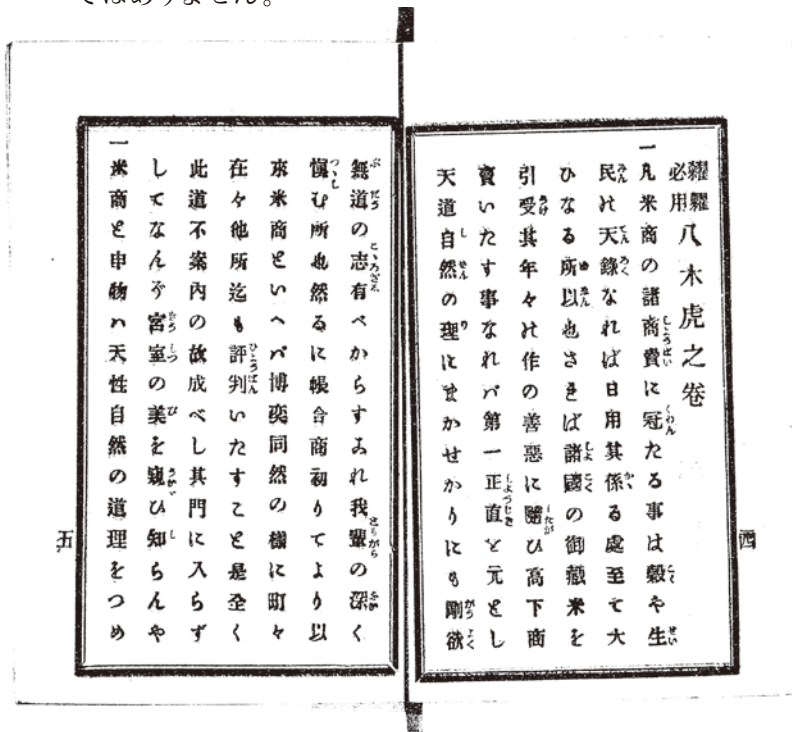 ではありません。
糶糴必用 八木虎之卷
一凡米商の諸商賣に冠たる事は穀や生
民の天錄なれば日用其係る處至て大
ひなる所以也さきば諸國の御藏米を
引受其年々の作の善惡に隨ひ高下商
賣いたす事なれバ第一正直を元とし
天道自然の理にまかせかりにも剛欲
四
無道の志有べからすこれ我輩の深く
愼む所也然るに帳合商初りてより以
來米商といへバ博奕同然の樣に町々
在々他所迄も評判いたすこと是全く
此道不案内の故成べし其門に入らず
してなんぞ宮室の美を窺ひ知らんや
一米商と申物ハ天性自然の道理をつめ
五